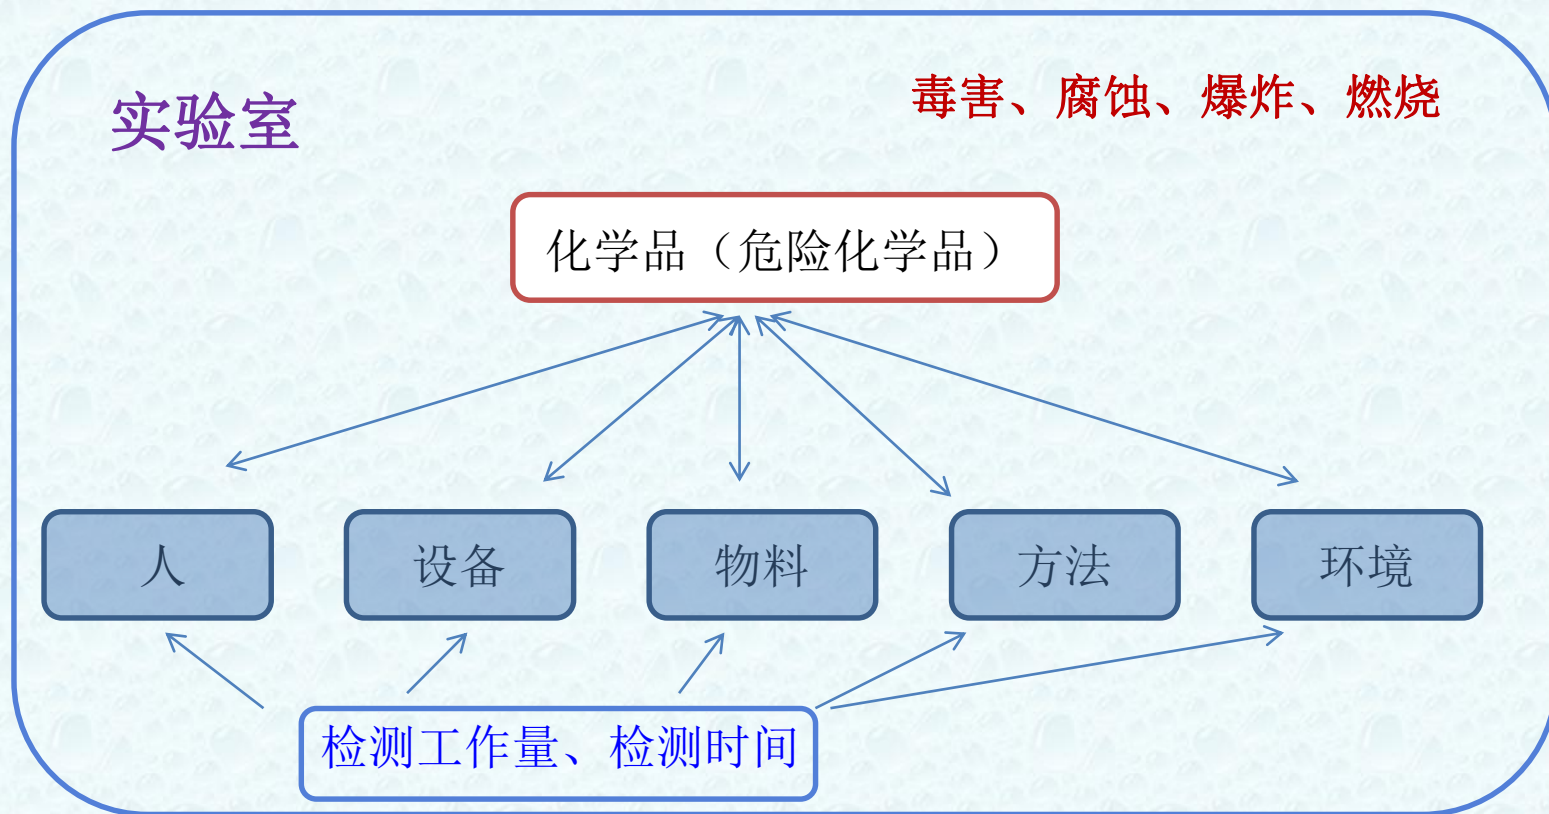 实验室
毒害、腐蚀、爆炸、燃烧
化学品（危险化学品）
人
设备
物料
方法
环境
检测工作量、检测时间